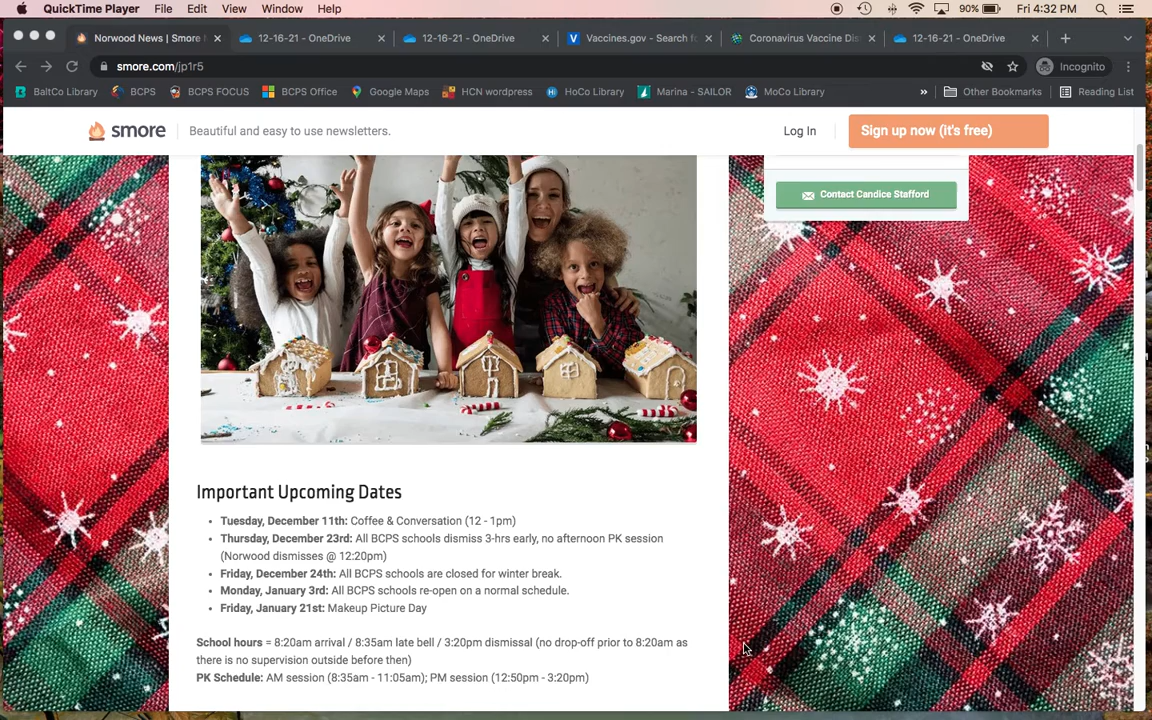 QuickTime Player File Edit View Window Help 90% Fri 4:32 PM
Norwood News | Smore 12-16-21 - OneDrive 12-16-21 - OneDrive Vaccines.gov - Search fo Coronavirus Vaccine Dis 12-16-21 - OneDrive
smore.com/jp1r5 Incognito
BaltCo Library BCPS BCPS FOCUS BCPS Office Google Maps HCN wordpress HoCo Library Marina - SAILOR MoCo Library » Other Bookmarks Reading List
smore Beautiful and easy to use newsletters. Log In Sign up now (it's free)
Contact Candice Stafford
Important Upcoming Dates
• Tuesday, December 11th: Coffee & Conversation (12 - 1pm)
• Thursday, December 23rd: All BCPS schools dismiss 3-hrs early, no afternoon PK session
(Norwood dismisses @ 12:20pm)
• Friday, December 24th: All BCPS schools are closed for winter break.
• Monday, January 3rd: All BCPS schools re-open on a normal schedule.
• Friday, January 21st: Makeup Picture Day
School hours = 8:20am arrival / 8:35am late bell / 3:20pm dismissal (no drop-off prior to 8:20am as
there is no supervision outside before then)
PK Schedule: AM session (8:35am - 11:05am); PM session (12:50pm - 3:20pm)